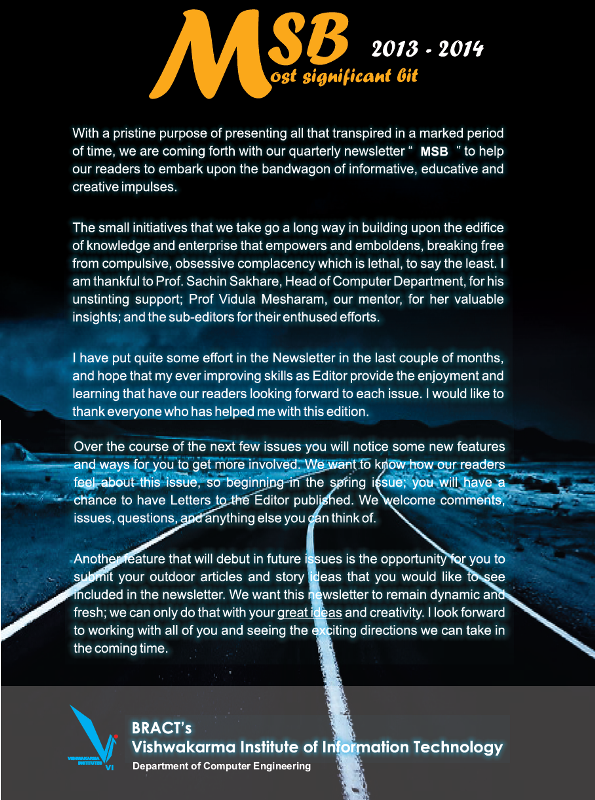 MSB 2013 - 2014
Most significant bit
With a pristine purpose of presenting all that transpired in a marked period
of time, we are coming forth with our quarterly newsletter “ MSB ” to help
our readers to embark upon the bandwagon of informative, educative and
creative impulses.
The small initiatives that we take go a long way in building upon the edifice
of knowledge and enterprise that empowers and emboldens, breaking free
from compulsive, obsessive complacency which is lethal, to say the least. I
am thankful to Prof. Sachin Sakhare, Head of Computer Department, for his
unstinting support; Prof Vidula Mesharam, our mentor, for her valuable
insights; and the sub-editors for their enthused efforts.
I have put quite some effort in the Newsletter in the last couple of months,
and hope that my ever improving skills as Editor provide the enjoyment and
learning that have our readers looking forward to each issue. I would like to
thank everyone who has helped me with this edition.
Over the course of the next few issues you will notice some new features
and ways for you to get more involved. We want to know how our readers
feel about this issue, so beginning in the spring issue; you will have a
chance to have Letters to the Editor published. We welcome comments,
issues, questions, and anything else you can think of.
Another feature that will debut in future issues is the opportunity for you to
submit your outdoor articles and story ideas that you would like to see
included in the newsletter. We want this newsletter to remain dynamic and
fresh; we can only do that with your great ideas and creativity. I look forward
to working with all of you and seeing the exciting directions we can take in
the coming time.
BRACT's
Vishwakarma Institute of Information Technology
Department of Computer Engineering
VISHWAKARMA
INSTITUTES
VI